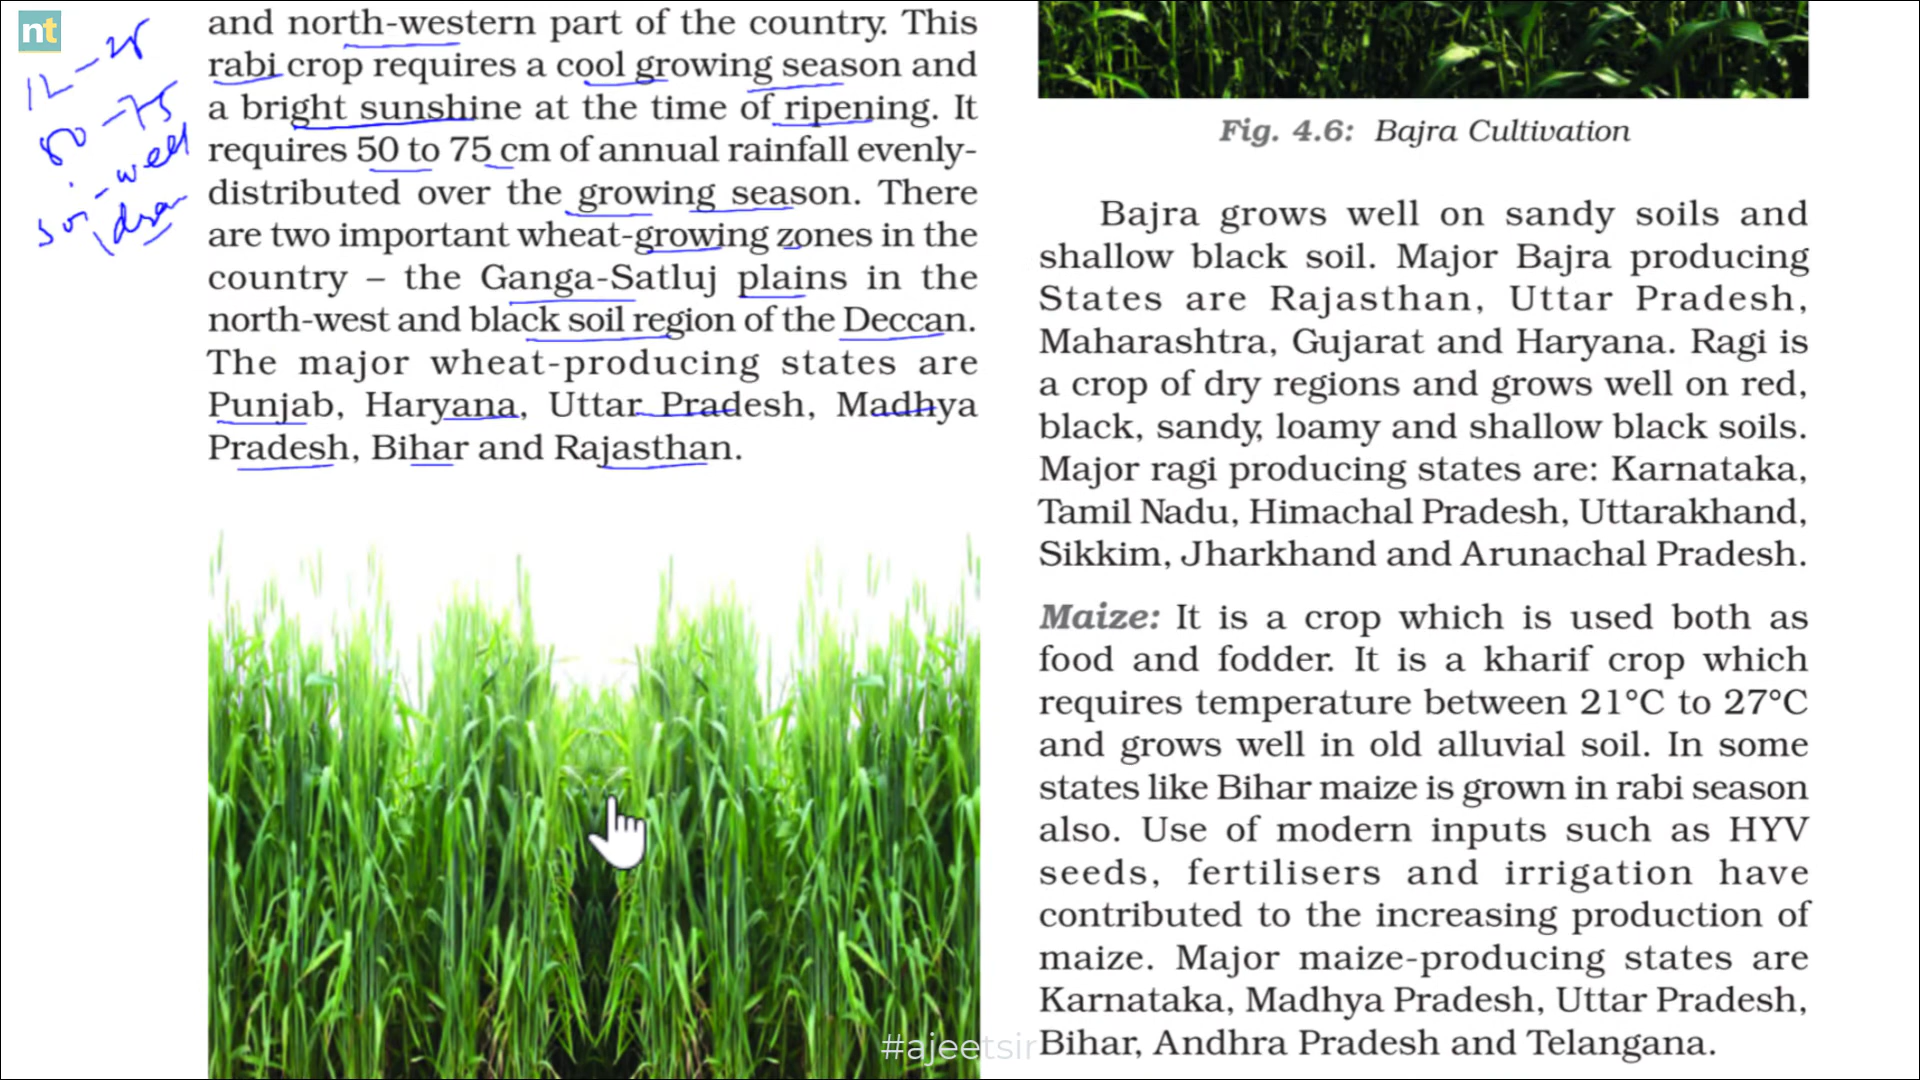 nt
12-25
50-75
soi-well
drai
and north-western part of the country. This
rabi crop requires a cool growing season and
a bright sunshine at the time of ripening. It
requires 50 to 75 cm of annual rainfall evenly-
distributed over the growing season. There
are two important wheat-growing zones in the
country – the Ganga-Satluj plains in the
north-west and black soil region of the Deccan.
The major wheat-producing states are
Punjab, Haryana, Uttar Pradesh, Madhya
Pradesh, Bihar and Rajasthan.
Fig. 4.6: Bajra Cultivation
Bajra grows well on sandy soils and
shallow black soil. Major Bajra producing
States are Rajasthan, Uttar Pradesh,
Maharashtra, Gujarat and Haryana. Ragi is
a crop of dry regions and grows well on red,
black, sandy, loamy and shallow black soils.
Major ragi producing states are: Karnataka,
Tamil Nadu, Himachal Pradesh, Uttarakhand,
Sikkim, Jharkhand and Arunachal Pradesh.
Maize: It is a crop which is used both as
food and fodder. It is a kharif crop which
requires temperature between 21°C to 27°C
and grows well in old alluvial soil. In some
states like Bihar maize is grown in rabi season
also. Use of modern inputs such as HYV
seeds, fertilisers and irrigation have
contributed to the increasing production of
maize. Major maize-producing states are
Karnataka, Madhya Pradesh, Uttar Pradesh,
Bihar, Andhra Pradesh and Telangana.
#ajeetsir